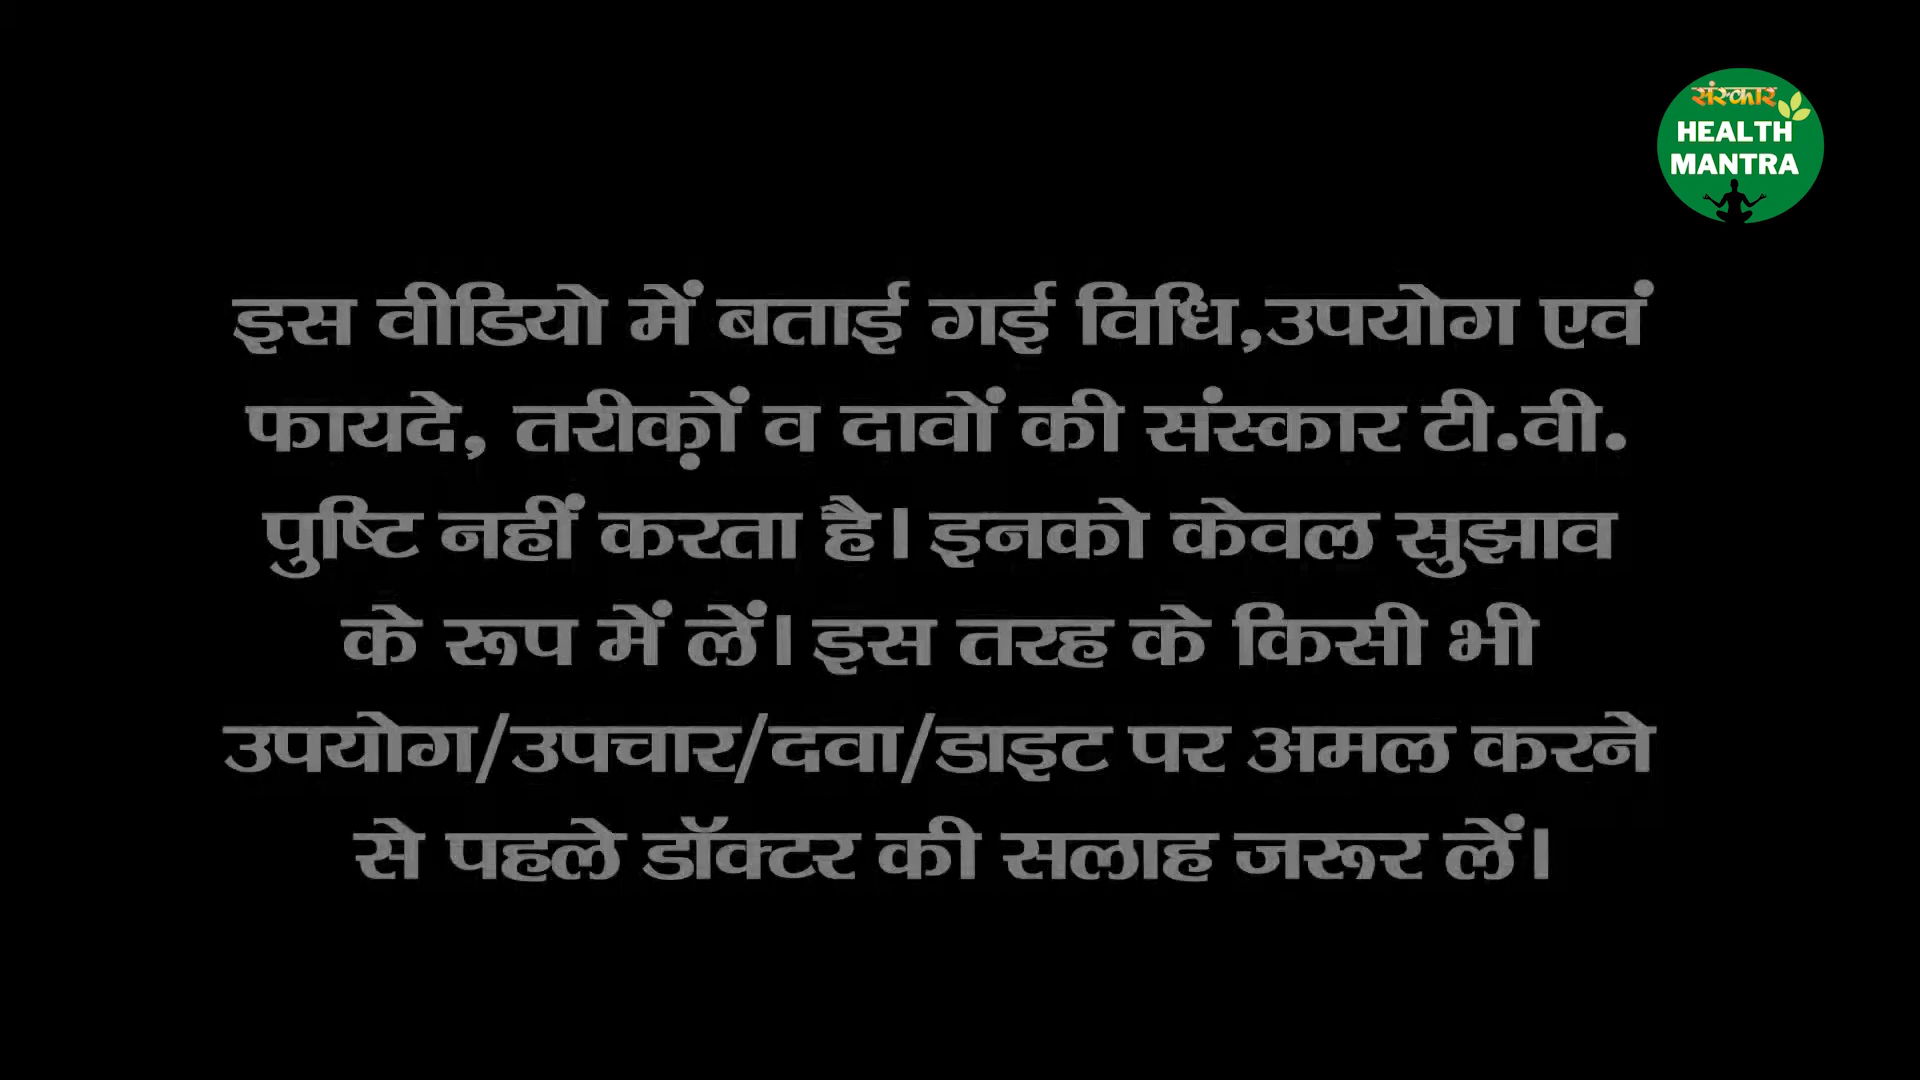 संस्कार
HEALTH
MANTRA
इस वीडियो में बताई गई विधि,उपयोग एवं
फायदे, तरीक़ों व दावों की संस्कार टी.वी.
पुष्टि नहीं करता है। इनको केवल सुझाव
के रूप में लें। इस तरह के किसी भी
उपयोग/उपचार/दवा/डाइट पर अमल करने
से पहले डॉक्टर की सलाह जरूर लें।